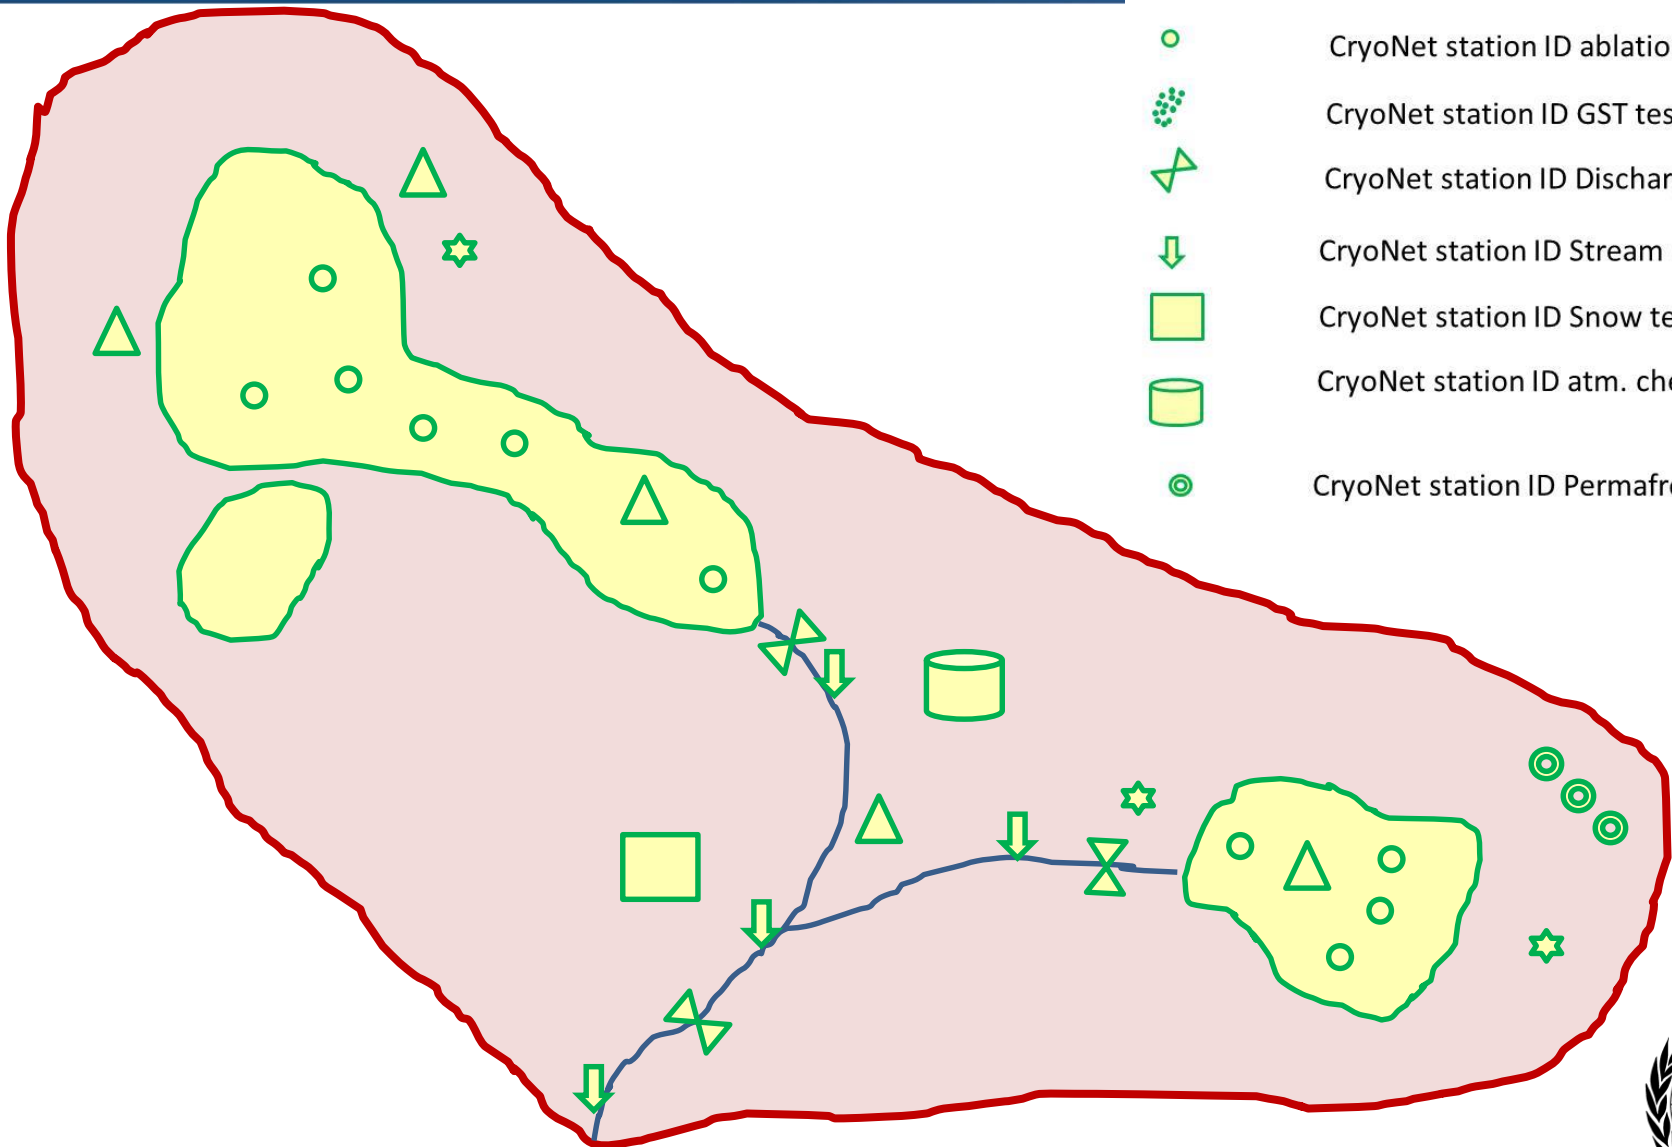 CryoNet station ID ablatio
CryoNet station ID GST tes
CryoNet station ID Dischar
CryoNet station ID Stream
CryoNet station ID Snow te
CryoNet station ID atm. che
CryoNet station ID Permafr